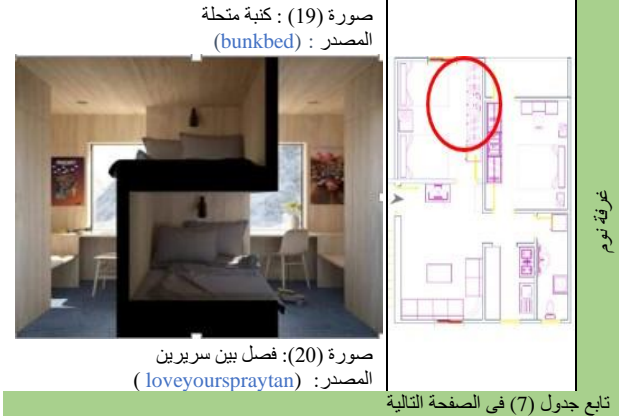 صورة (19) : كنبة متحلة
المصدر : (bunkbed)
غرفة نوم
صورة (20): فصل بين سريرين
المصدر: (loveyourspraytan )
تابع جدول (7) في الصفحة التالية